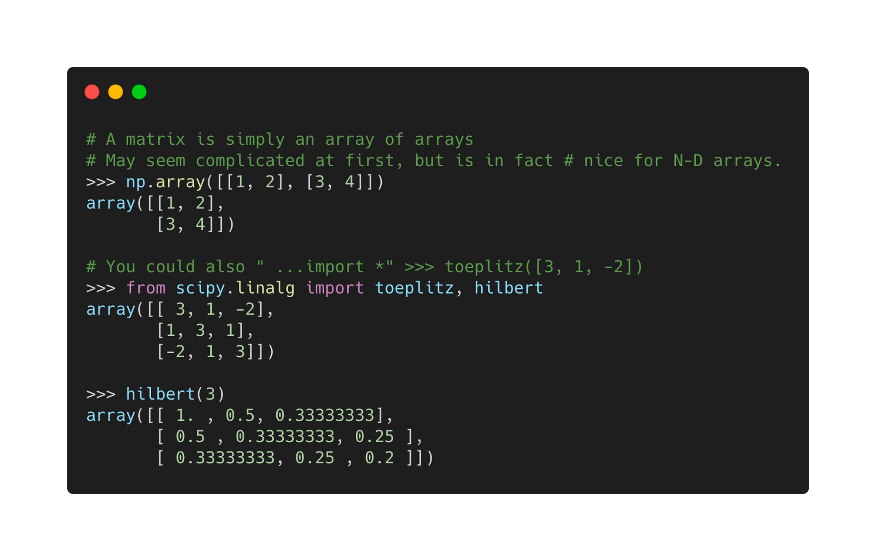 # A matrix is simply an array of arrays
# May seem complicated at first, but is in fact # nice for N-D arrays.
>>> np.array([[1, 2], [3, 4]])
array([[1, 2],
       [3, 4]])

# You could also " ...import *" >>> toeplitz([3, 1, -2])
>>> from scipy.linalg import toeplitz, hilbert
array([[ 3, 1, -2],
       [1, 3, 1],
       [-2, 1, 3]])

>>> hilbert(3)
array([[ 1. , 0.5, 0.33333333],
       [ 0.5 , 0.33333333, 0.25 ],
       [ 0.33333333, 0.25 , 0.2 ]])